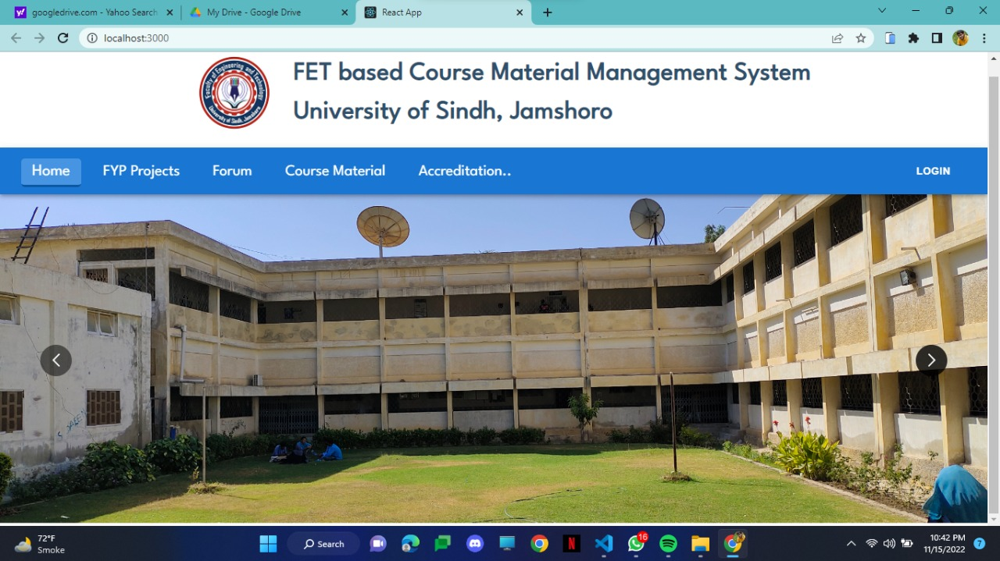 googledrive.com - Yahoo Search
My Drive - Google Drive
React App
localhost:3000
Faculty of Engineering and Technology
University of Sindh, Jamshoro
FET based Course Material Management System
University of Sindh, Jamshoro
Home
FYP Projects
Forum
Course Material
Accreditation..
LOGIN
72°F
Smoke
Search
16
10:42 PM
11/15/2022
7